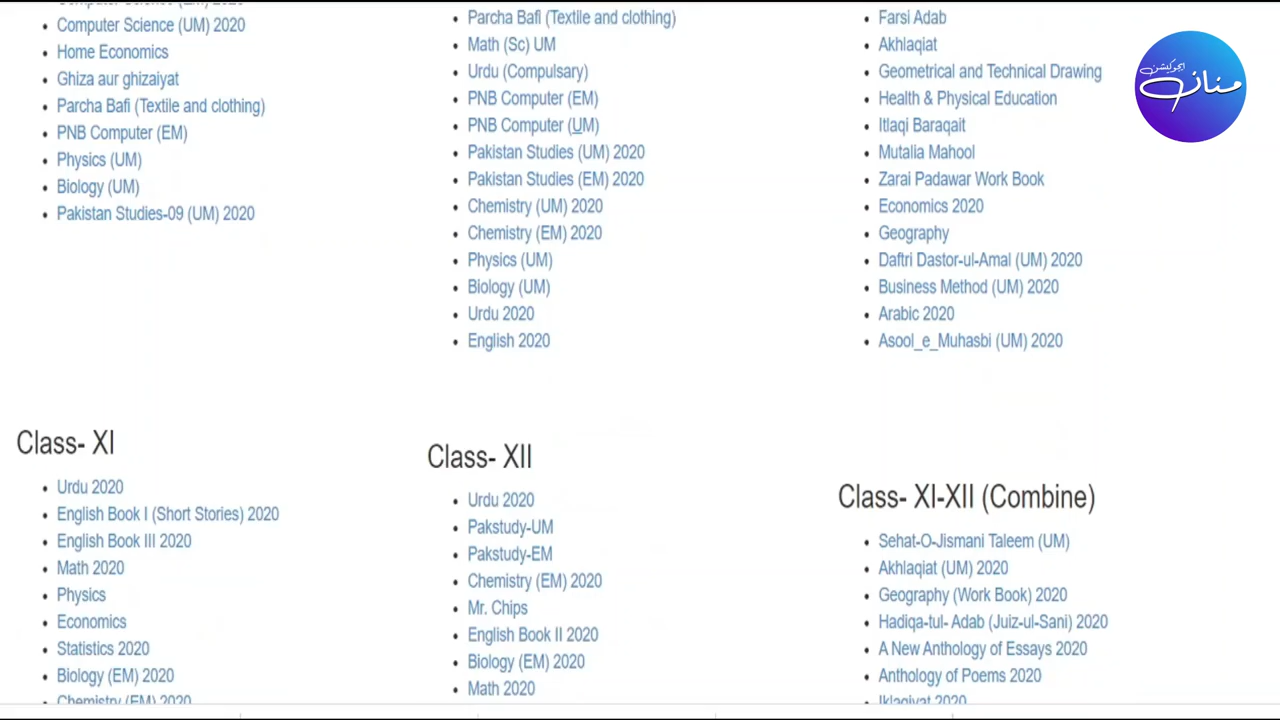 Computer Science (UM) 2020
Home Economics
Ghiza aur ghizaiyat
Parcha Bafi (Textile and clothing)
PNB Computer (EM)
Physics (UM)
Biology (UM)
Pakistan Studies-09 (UM) 2020
Parcha Bafi (Textile and clothing)
Math (Sc) UM
Urdu (Compulsary)
PNB Computer (EM)
PNB Computer (UM)
Pakistan Studies (UM) 2020
Pakistan Studies (EM) 2020
Chemistry (UM) 2020
Chemistry (EM) 2020
Physics (UM)
Biology (UM)
Urdu 2020
English 2020
Farsi Adab
Akhlaqiat
Geometrical and Technical Drawing
Health & Physical Education
Itlaqi Baraqait
Mutalia Mahool
Zarai Padawar Work Book
Economics 2020
Geography
Daftri Dastor-ul-Amal (UM) 2020
Business Method (UM) 2020
Arabic 2020
Asool_e_Muhasbi (UM) 2020
ایجوکیشن
Class- XI
Urdu 2020
English Book I (Short Stories) 2020
English Book III 2020
Math 2020
Physics
Economics
Statistics 2020
Biology (EM) 2020
Chemistry (EM) 2020
Class- XII
Urdu 2020
Pakstudy-UM
Pakstudy-EM
Chemistry (EM) 2020
Mr. Chips
English Book II 2020
Biology (EM) 2020
Math 2020
Class- XI-XII (Combine)
Sehat-O-Jismani Taleem (UM)
Akhlaqiat (UM) 2020
Geography (Work Book) 2020
Hadiqa-tul- Adab (Juiz-ul-Sani) 2020
A New Anthology of Essays 2020
Anthology of Poems 2020
Iklaqiyat 2020